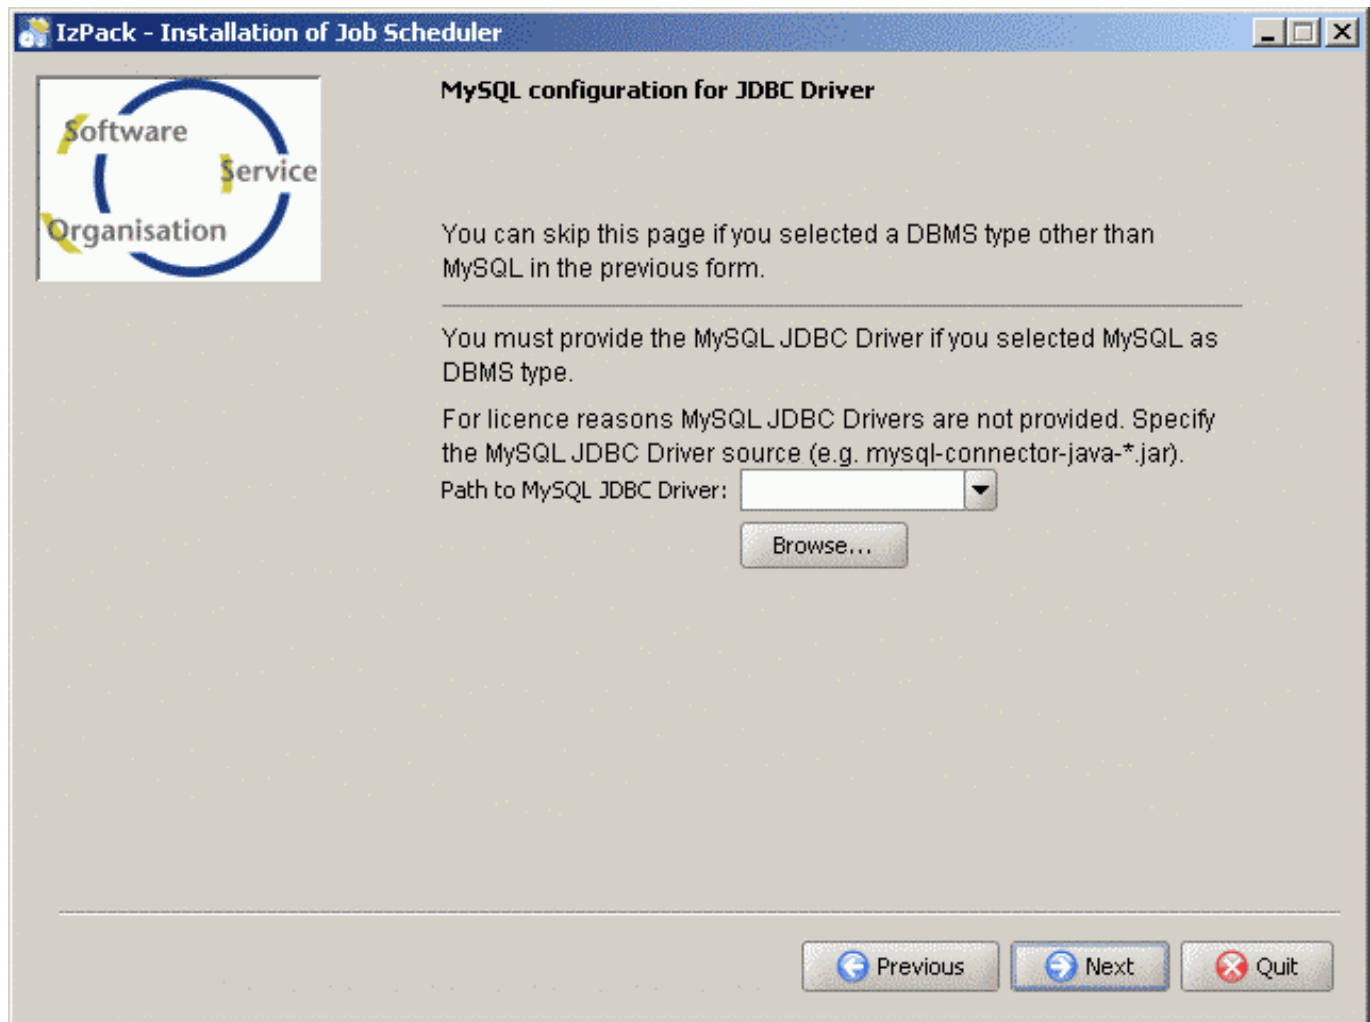 IzPack - Installation of Job Scheduler
Software
Service
Organisation
MySQL configuration for JDBC Driver
You can skip this page if you selected a DBMS type other than
MySQL in the previous form.
You must provide the MySQL JDBC Driver if you selected MySQL as
DBMS type.
For licence reasons MySQL JDBC Drivers are not provided. Specify
the MySQL JDBC Driver source (e.g. mysql-connector-java-*.jar).
Path to MySQL JDBC Driver:
Browse...
Previous
Next
Quit